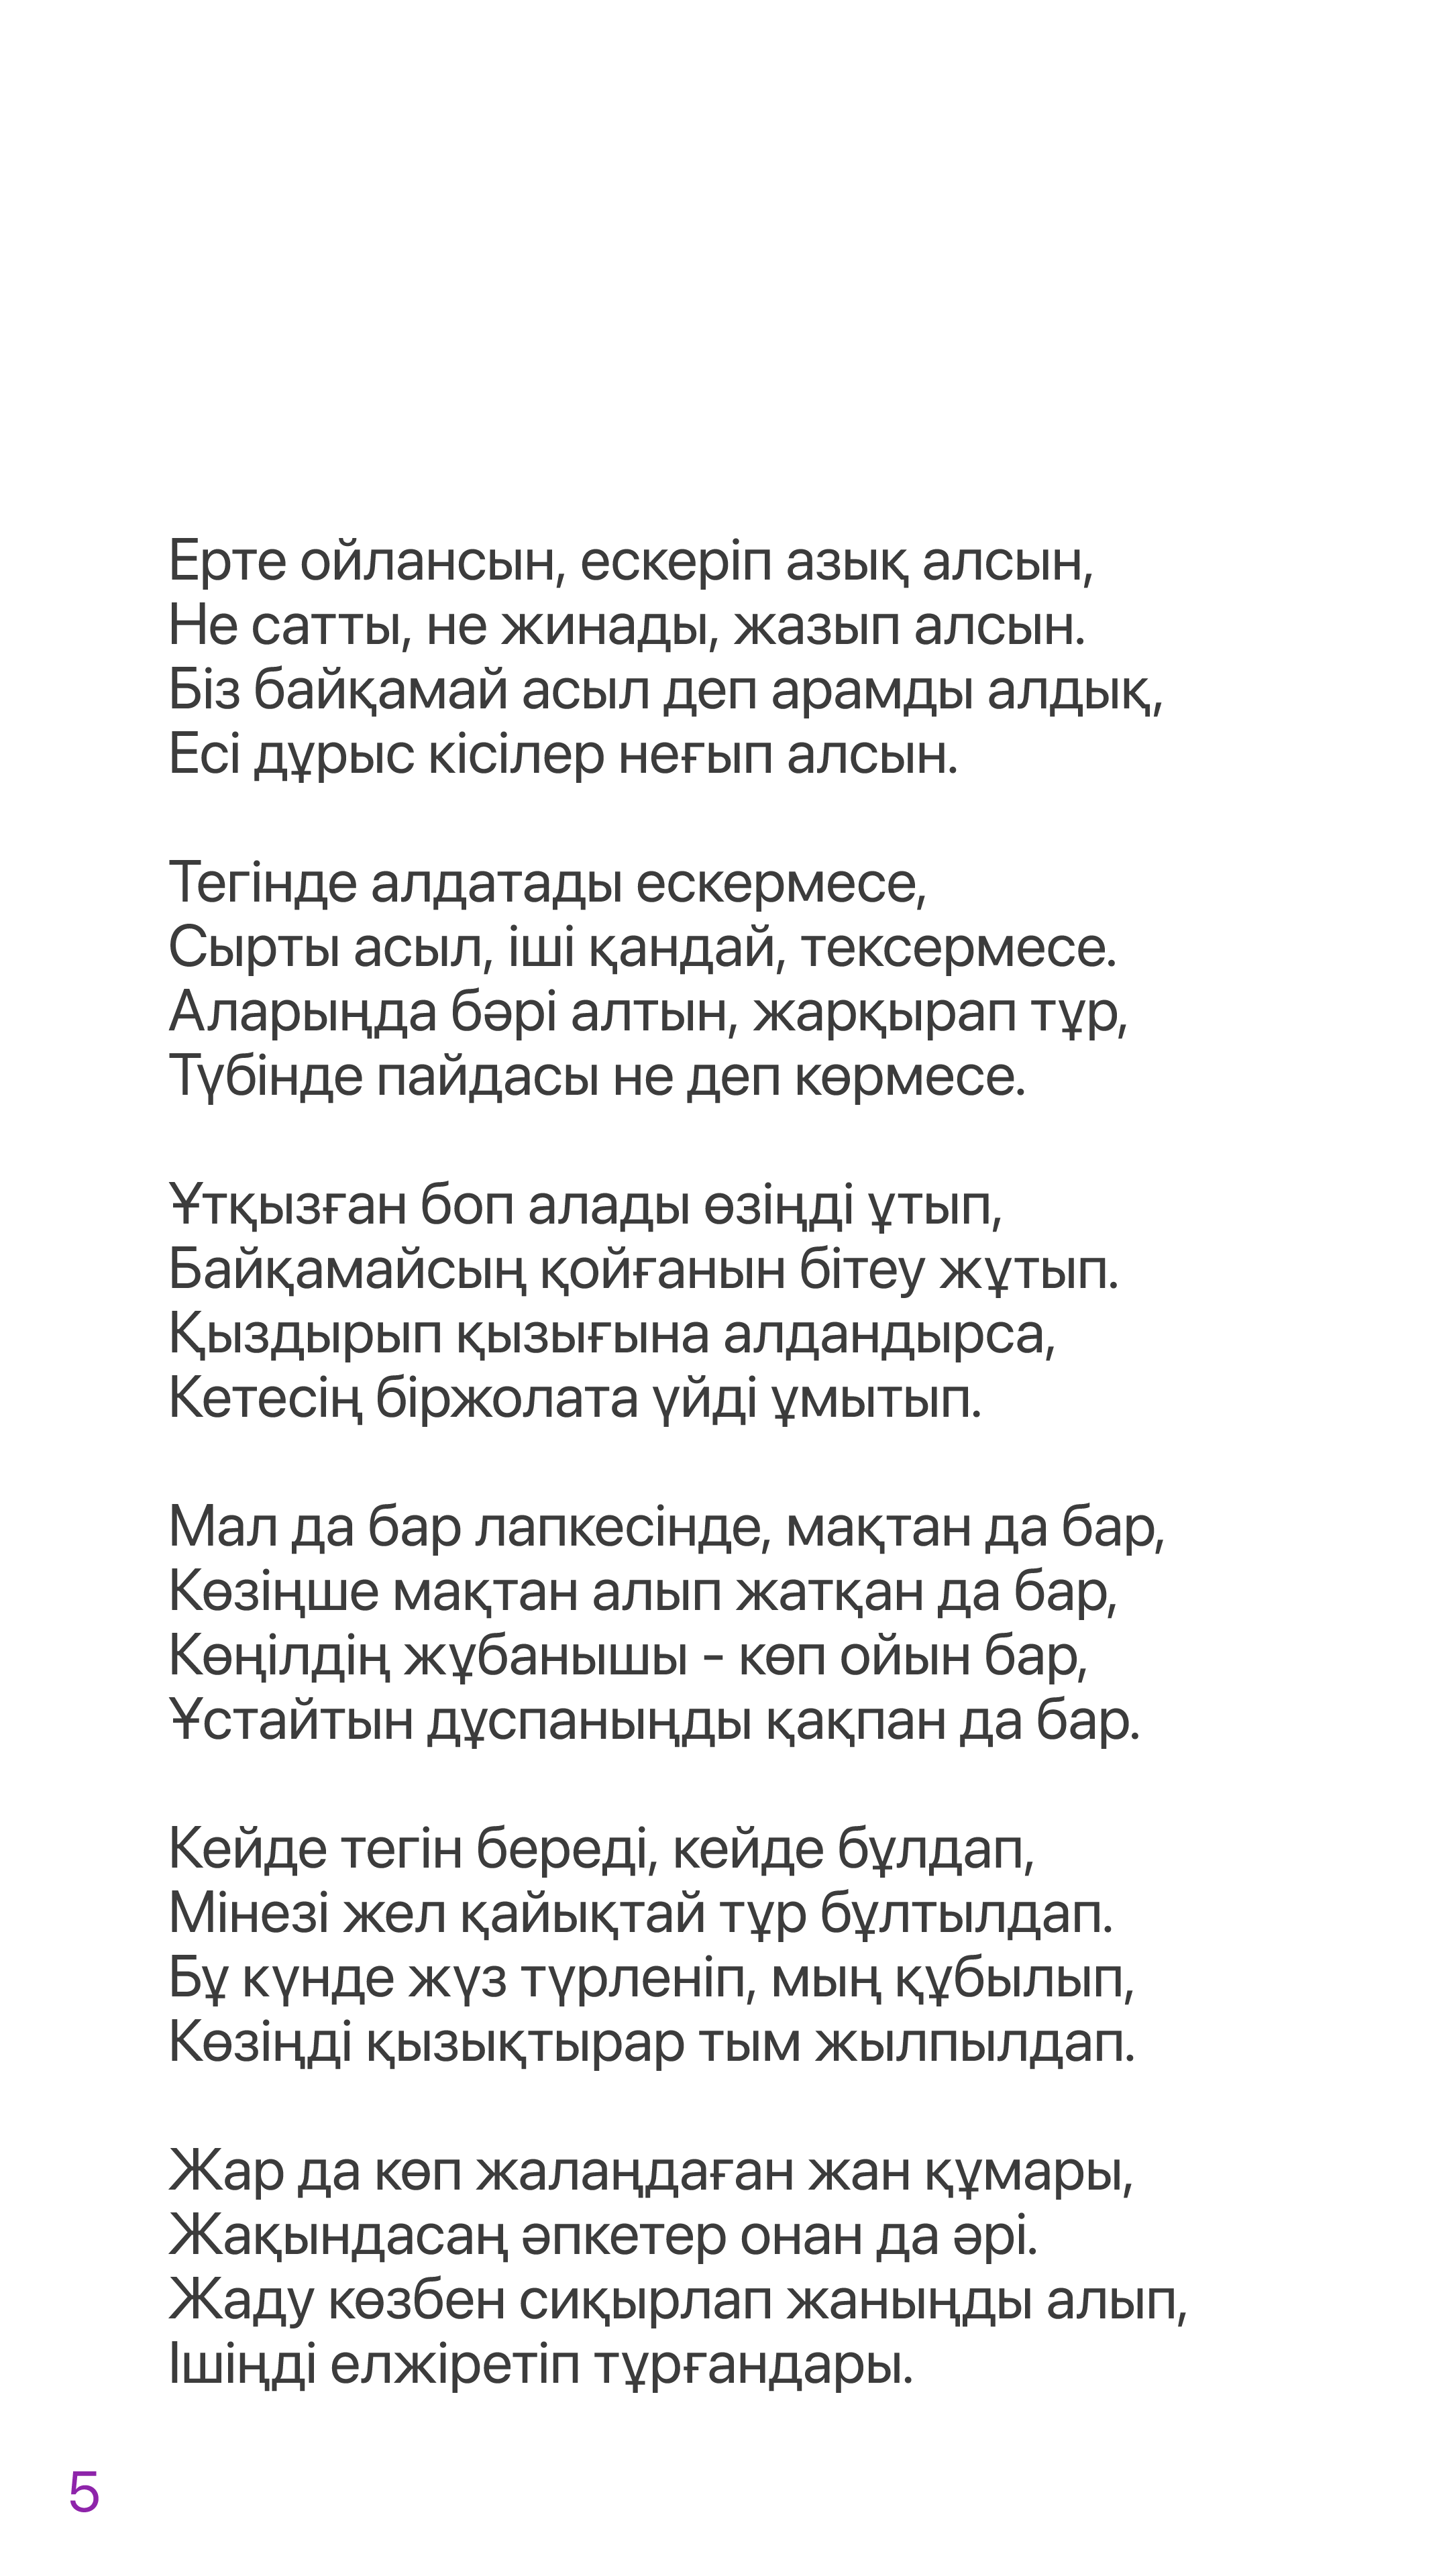 Ерте ойлансын, ескеріп азық алсын,
Не сатты, не жинады, жазып алсын.
Біз байқамай асыл деп арамды алдық,
Есі дұрыс кісілер неғып алсын.

Тегінде алдатады ескермесе,
Сырты асыл, іші қандай, тексермесе.
Аларыңда бәрі алтын, жарқырап тұр,
Түбінде пайдасы не деп көрмесе.

Ұтқызған боп алады өзіңді ұтып,
Байқамайсың қойғанын бітеу жұтып.
Қыздырып қызығына алдандырса,
Кетесің біржолата үйді ұмытып.

Мал да бар лапкесінде, мақтан да бар,
Көзіңше мақтан алып жатқан да бар,
Көңілдің жұбанышы - көп ойын бар,
Ұстайтын дұспаныңды қақпан да бар.

Кейде тегін береді, кейде бұлдап,
Мінезі жел қайықтай тұр бұлтылдап.
Бұ күнде жүз түрленіп, мың құбылып,
Көзіңді қызықтырар тым жылпылдап.

Жар да көп жалаңдаған жан құмары,
Жақындасаң әпкетер онан да әрі.
Жаду көзбен сиқырлап жаныңды алып,
Ішіңді елжіретіп тұрғандары.

5